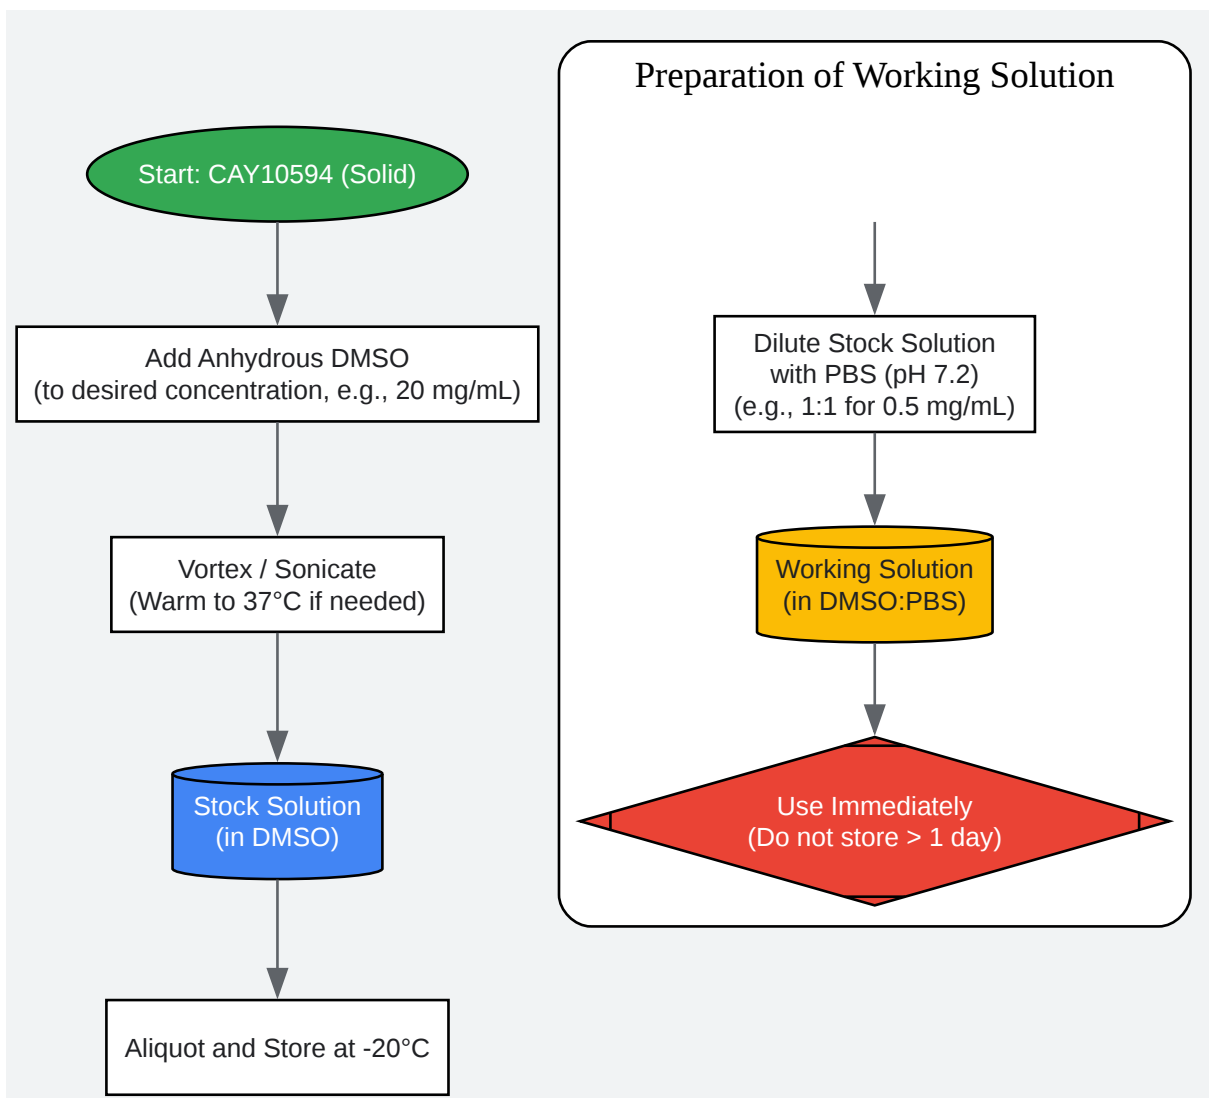 Start: CAY10594 (Solid)
Add Anhydrous DMSO
(to desired concentration, e.g., 20 mg/mL)
Vortex / Sonicate
(Warm to 37°C if needed)
Stock Solution
(in DMSO)
Aliquot and Store at -20°C
Preparation of Working Solution
Dilute Stock Solution
with PBS (pH 7.2)
(e.g., 1:1 for 0.5 mg/mL)
Working Solution
(in DMSO:PBS)
Use Immediately
(Do not store > 1 day)